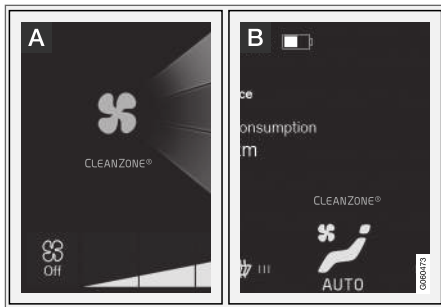 A
CLEANZONE®
Off
B
ce
onsumption
m
CLEANZONE®
AUTO
G060473